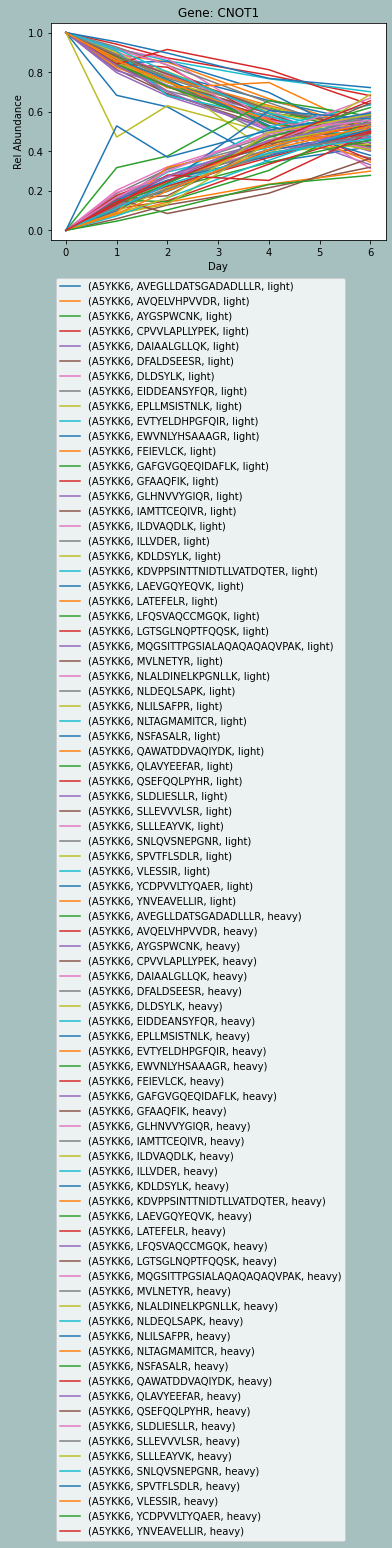 Gene: CNOT1
1.0
0.8
0.6
0.4
0.2
0.0
Rel Abundance
0 1 2 3 4 5 6
Day
(A5YKK6, AVEGLLDATSGADADLLLR, light)
(A5YKK6, AVQELVHPVVDR, light)
(A5YKK6, AYGSPWCNK, light)
(A5YKK6, CPVVLAPLLYPEK, light)
(A5YKK6, DAIAALGLLQK, light)
(A5YKK6, DFALDSEESR, light)
(A5YKK6, DLDSYLK, light)
(A5YKK6, EIDDEANSYFQR, light)
(A5YKK6, EPLLMSISTNLK, light)
(A5YKK6, EVTYELDHPGFQIR, light)
(A5YKK6, EWVNLYHSAAAGR, light)
(A5YKK6, FEIEVLCK, light)
(A5YKK6, GAFGVGQEQIDAFLK, light)
(A5YKK6, GFAAQFIK, light)
(A5YKK6, GLHNVVYGIQR, light)
(A5YKK6, IAMTTCEQIVR, light)
(A5YKK6, ILDVAQDLK, light)
(A5YKK6, ILLVDER, light)
(A5YKK6, KDLDSYLK, light)
(A5YKK6, KDVPPSINTTNIDTLLVATDQTER, light)
(A5YKK6, LAEVGQYEQVK, light)
(A5YKK6, LATEFELR, light)
(A5YKK6, LFQSVAQCCMGQK, light)
(A5YKK6, LGTSGLNQPTFQQSK, light)
(A5YKK6, MQGSITTPGSIALAQAQAQAQVPAK, light)
(A5YKK6, MVLNETYR, light)
(A5YKK6, NLALDINELKPGNLLK, light)
(A5YKK6, NLDEQLSAPK, light)
(A5YKK6, NLILSAFPR, light)
(A5YKK6, NLTAGMAMITCR, light)
(A5YKK6, NSFASALR, light)
(A5YKK6, QAWATDDVAQIYDK, light)
(A5YKK6, QLAVYEEFAR, light)
(A5YKK6, QSEFQQLPYHR, light)
(A5YKK6, SLDLIESLLR, light)
(A5YKK6, SLLEVVVLSR, light)
(A5YKK6, SLLLEAYVK, light)
(A5YKK6, SNLQVSNEPGNR, light)
(A5YKK6, SPVTFLSDLR, light)
(A5YKK6, VLESSIR, light)
(A5YKK6, YCDPVVLTYQAER, light)
(A5YKK6, YNVEAVELLIR, light)
(A5YKK6, AVEGLLDATSGADADLLLR, heavy)
(A5YKK6, AVQELVHPVVDR, heavy)
(A5YKK6, AYGSPWCNK, heavy)
(A5YKK6, CPVVLAPLLYPEK, heavy)
(A5YKK6, DAIAALGLLQK, heavy)
(A5YKK6, DFALDSEESR, heavy)
(A5YKK6, DLDSYLK, heavy)
(A5YKK6, EIDDEANSYFQR, heavy)
(A5YKK6, EPLLMSISTNLK, heavy)
(A5YKK6, EVTYELDHPGFQIR, heavy)
(A5YKK6, EWVNLYHSAAAGR, heavy)
(A5YKK6, FEIEVLCK, heavy)
(A5YKK6, GAFGVGQEQIDAFLK, heavy)
(A5YKK6, GFAAQFIK, heavy)
(A5YKK6, GLHNVVYGIQR, heavy)
(A5YKK6, IAMTTCEQIVR, heavy)
(A5YKK6, ILDVAQDLK, heavy)
(A5YKK6, ILLVDER, heavy)
(A5YKK6, KDLDSYLK, heavy)
(A5YKK6, KDVPPSINTTNIDTLLVATDQTER, heavy)
(A5YKK6, LAEVGQYEQVK, heavy)
(A5YKK6, LATEFELR, heavy)
(A5YKK6, LFQSVAQCCMGQK, heavy)
(A5YKK6, LGTSGLNQPTFQQSK, heavy)
(A5YKK6, MQGSITTPGSIALAQAQAQAQVPAK, heavy)
(A5YKK6, MVLNETYR, heavy)
(A5YKK6, NLALDINELKPGNLLK, heavy)
(A5YKK6, NLDEQLSAPK, heavy)
(A5YKK6, NLILSAFPR, heavy)
(A5YKK6, NLTAGMAMITCR, heavy)
(A5YKK6, NSFASALR, heavy)
(A5YKK6, QAWATDDVAQIYDK, heavy)
(A5YKK6, QLAVYEEFAR, heavy)
(A5YKK6, QSEFQQLPYHR, heavy)
(A5YKK6, SLDLIESLLR, heavy)
(A5YKK6, SLLEVVVLSR, heavy)
(A5YKK6, SLLLEAYVK, heavy)
(A5YKK6, SNLQVSNEPGNR, heavy)
(A5YKK6, SPVTFLSDLR, heavy)
(A5YKK6, VLESSIR, heavy)
(A5YKK6, YCDPVVLTYQAER, heavy)
(A5YKK6, YNVEAVELLIR, heavy)